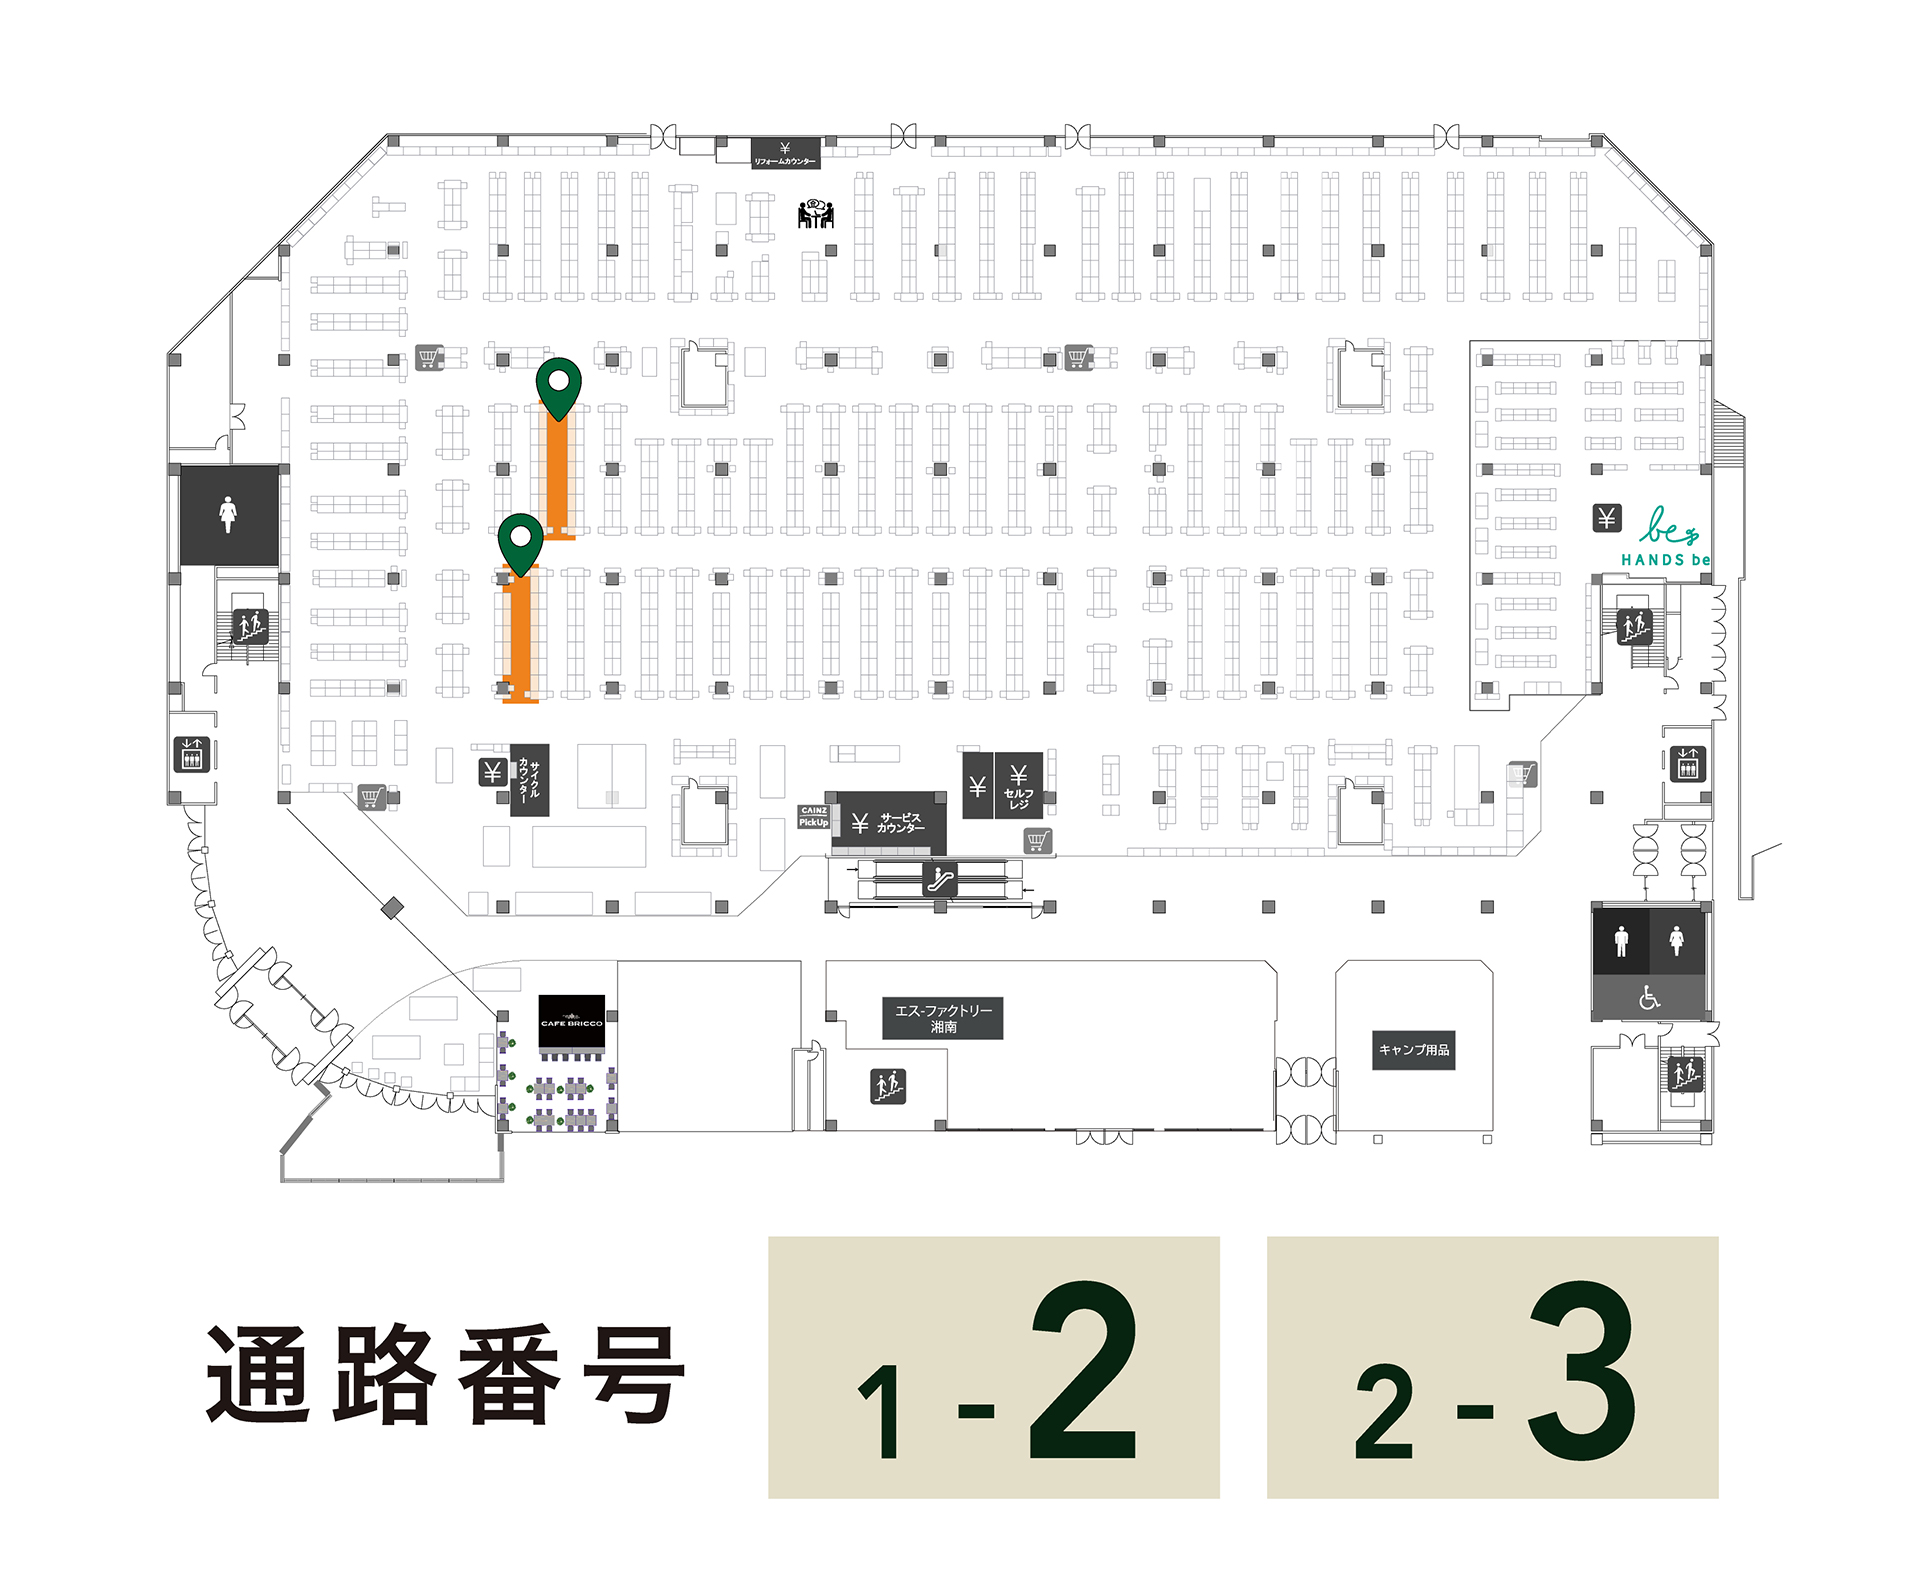 ¥
リフォームカウンター
¥
be
HANDS be
¥
サイクル
カウンター
¥
¥
セルフ
レジ
CAINZ
PickUp
¥
サービス
カウンター
CAFE BRICCO
エス-ファクトリー
湘南
キャンプ用品
通路番号
1-2
2-3